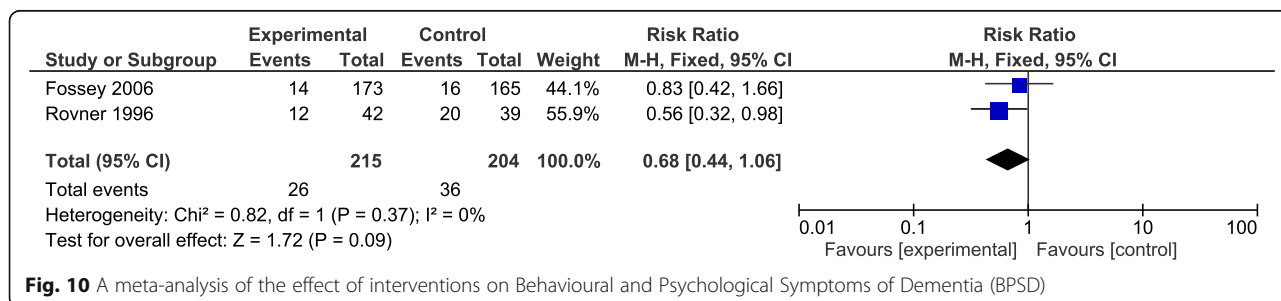 Experimental Control Risk Ratio Risk Ratio
Study or Subgroup Events Total Events Total Weight M-H, Fixed, 95% CI M-H, Fixed, 95% CI
Fossey 2006 14 173 16 165 44.1% 0.83 [0.42, 1.66]
Rovner 1996 12 42 20 39 55.9% 0.56 [0.32, 0.98]
Total (95% CI) 215 204 100.0% 0.68 [0.44, 1.06]
Total events 26 36
Heterogeneity: Chi² = 0.82, df = 1 (P = 0.37); I² = 0%
Test for overall effect: Z = 1.72 (P = 0.09)
0.01 0.1 1 10 100
Favours [experimental] Favours [control]
Fig. 10 A meta-analysis of the effect of interventions on Behavioural and Psychological Symptoms of Dementia (BPSD)